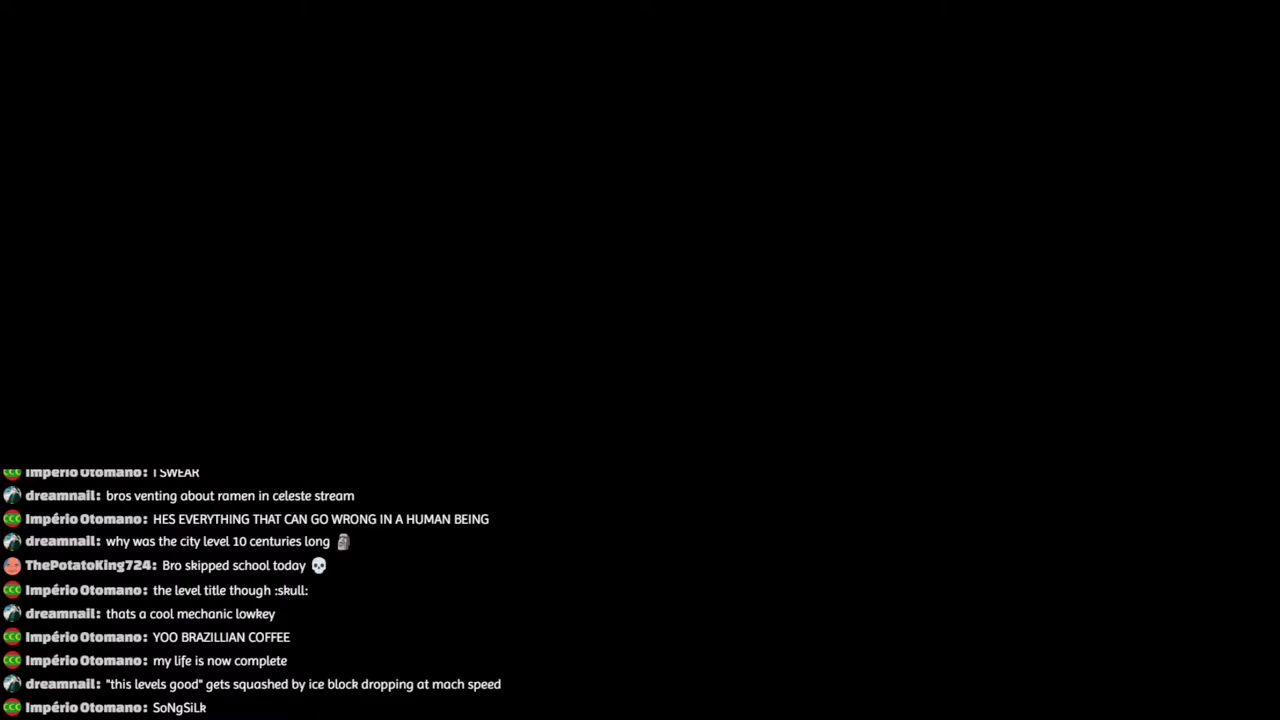 Império Otomano: I SWEAR
dreamnail: bros venting about ramen in celeste stream
Império Otomano: HES EVERYTHING THAT CAN GO WRONG IN A HUMAN BEING
dreamnail: why was the city level 10 centuries long 🗿
ThePotatoKing724: Bro skipped school today 💀
Império Otomano: the level title though :skull:
dreamnail: thats a cool mechanic lowkey
Império Otomano: YOO BRAZILLIAN COFFEE
Império Otomano: my life is now complete
dreamnail: "this levels good" gets squashed by ice block dropping at mach speed
Império Otomano: SoNgSiLk